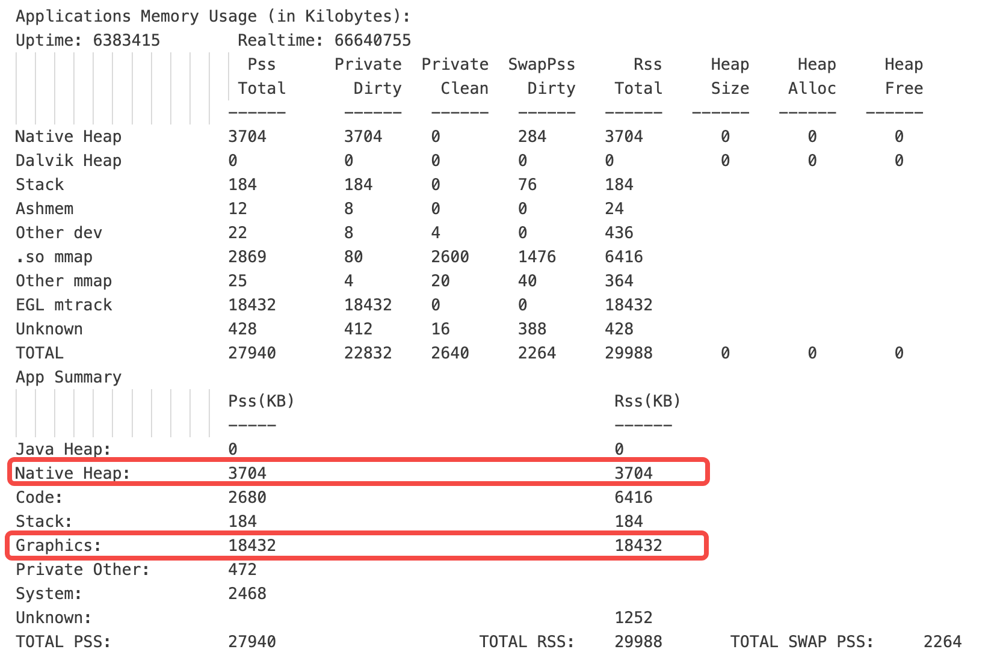 Applications Memory Usage (in Kilobytes):
Uptime: 6383415 Realtime: 66640755
Pss Private Private SwapPss Rss Heap Heap Heap
Total Dirty Clean Dirty Total Size Alloc Free
------ ------ ------ ------ ------ ------ ------ ------
Native Heap 3704 3704 0 284 3704 0 0 0
Dalvik Heap 0 0 0 0 0 0 0 0
Stack 184 184 0 76 184
Ashmem 12 8 0 0 24
Other dev 22 8 4 0 436
.so mmap 2869 80 2600 1476 6416
Other mmap 25 4 20 40 364
EGL mtrack 18432 18432 0 0 18432
Unknown 428 412 16 388 428
TOTAL 27940 22832 2640 2264 29988 0 0 0
App Summary
Pss(KB) Rss(KB)
----- ------
Java Heap: 0 0
Native Heap: 3704 3704
Code: 2680 6416
Stack: 184 184
Graphics: 18432 18432
Private Other: 472
System: 2468
Unknown: 1252
TOTAL PSS: 27940 TOTAL RSS: 29988 TOTAL SWAP PSS: 2264